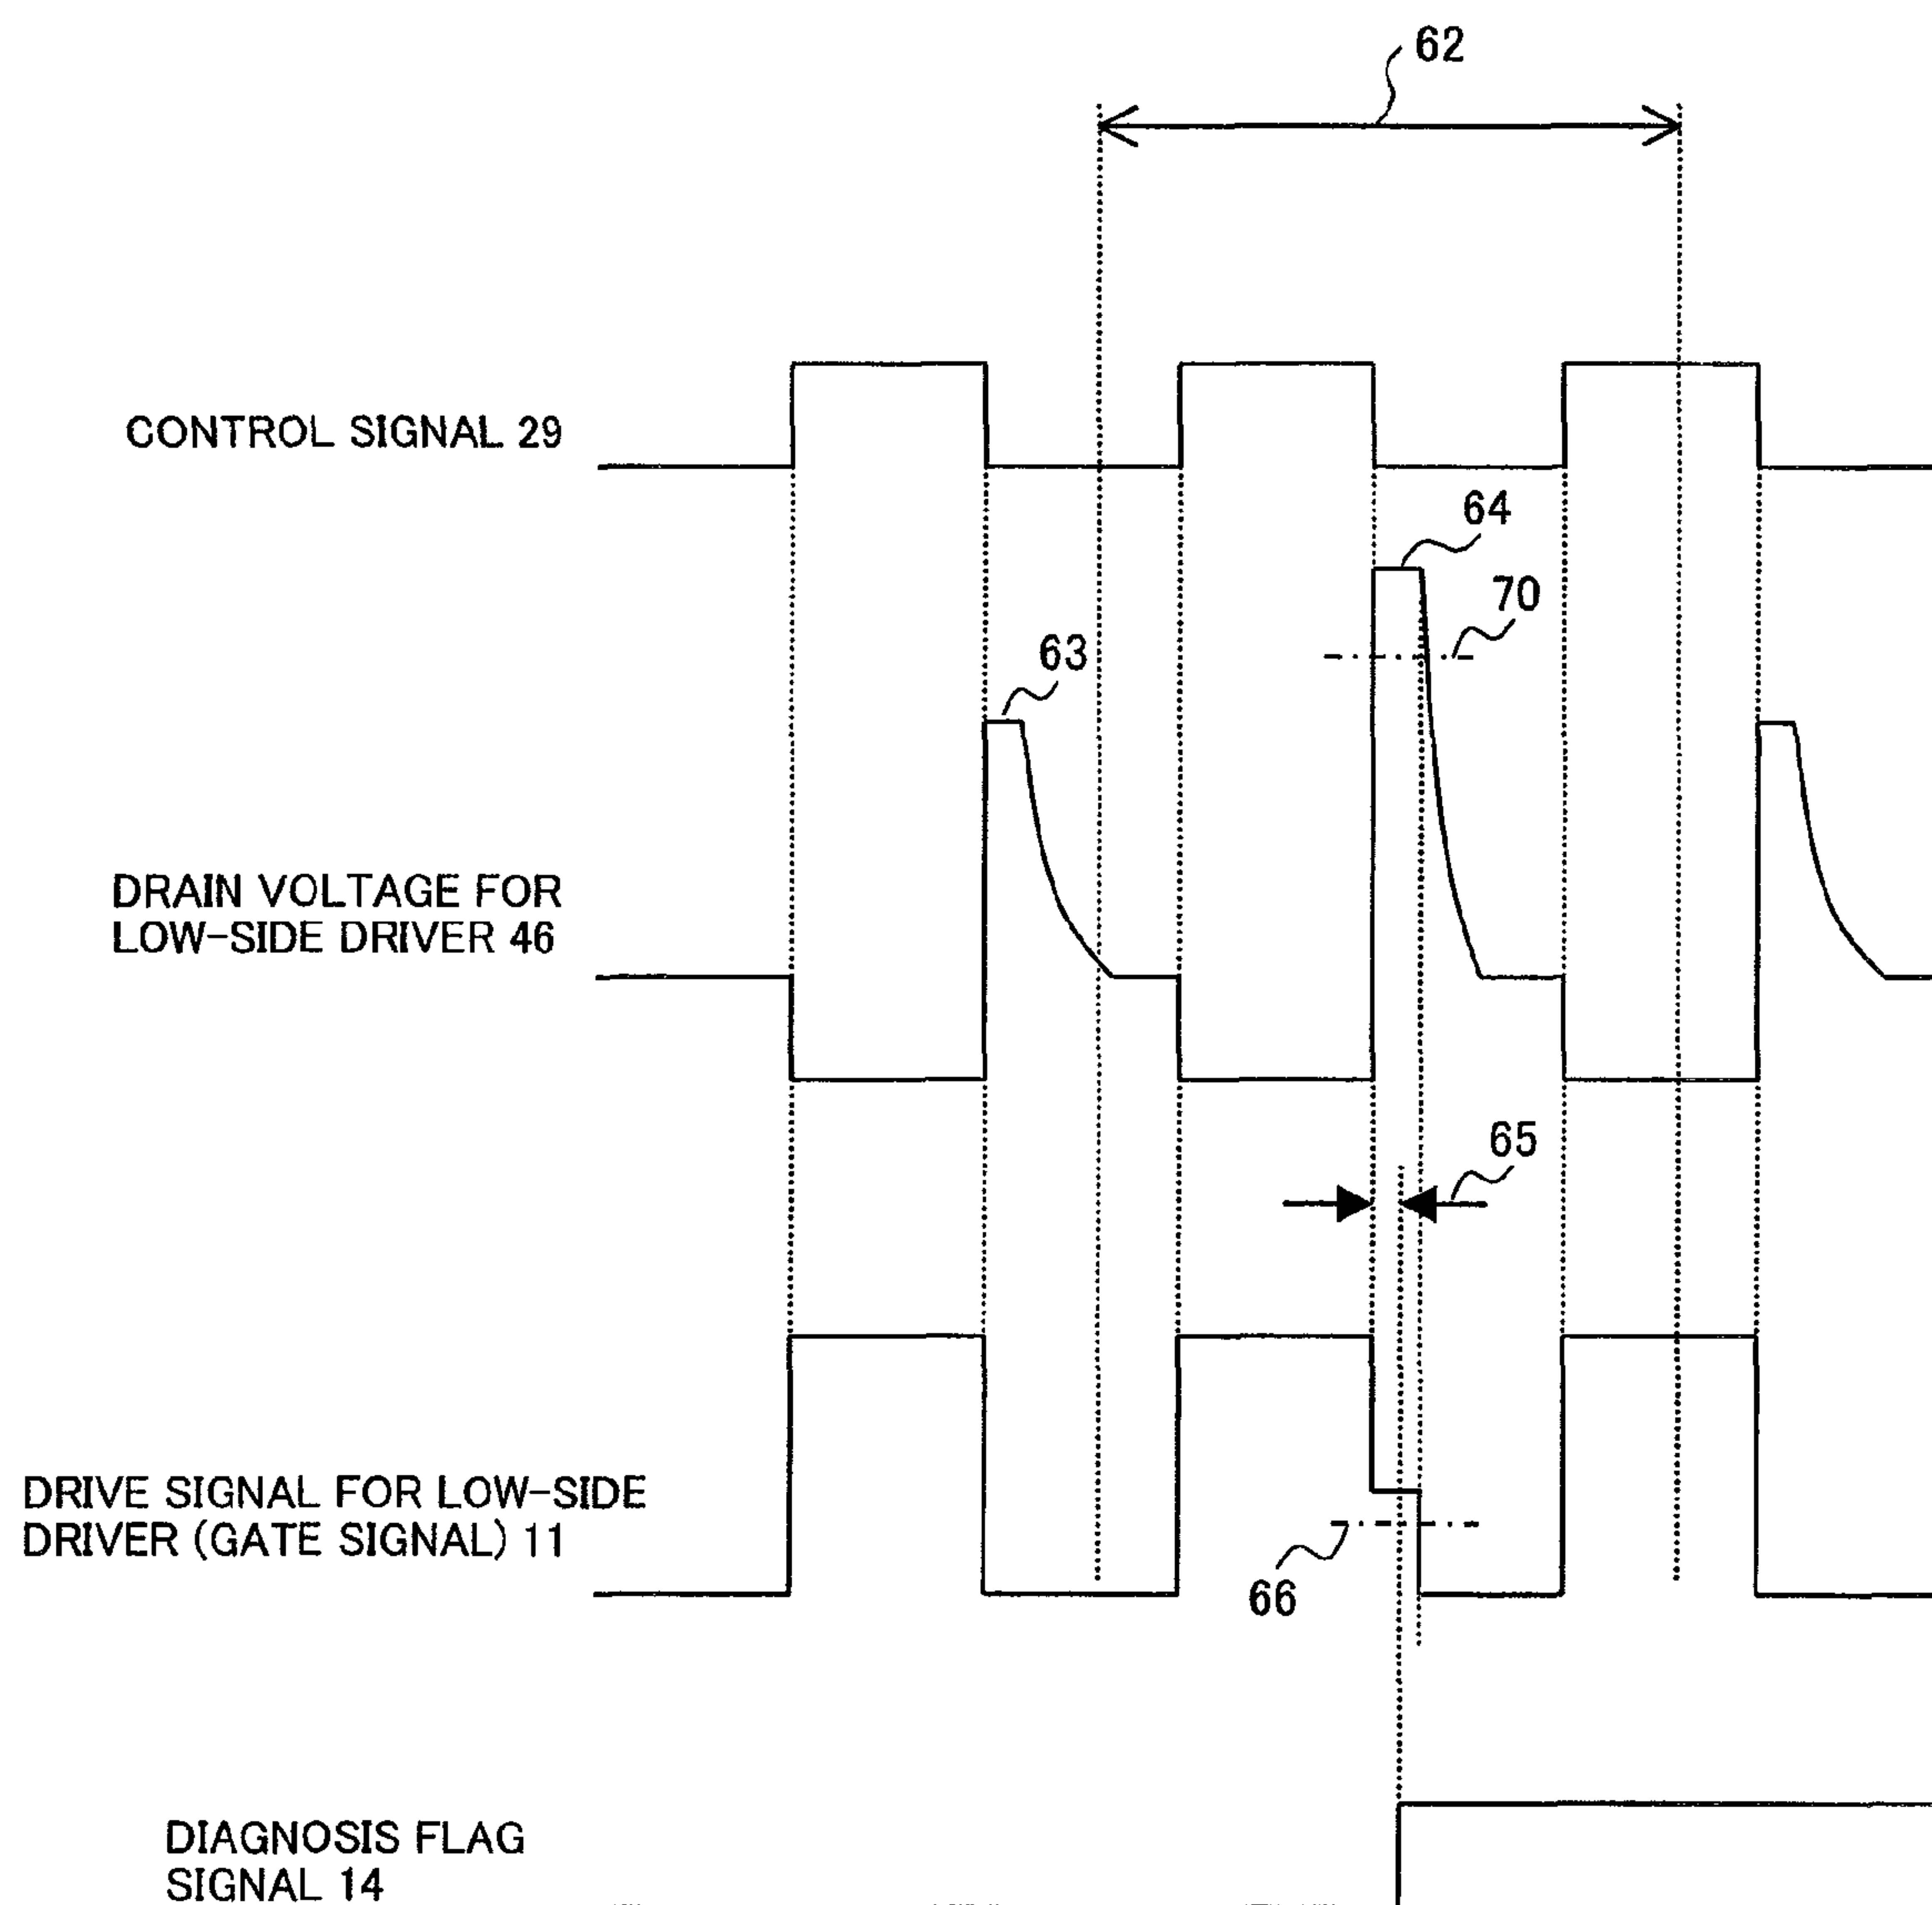 62
CONTROL SIGNAL 29
64
70
63
DRAIN VOLTAGE FOR
LOW-SIDE DRIVER 46
65
DRIVE SIGNAL FOR LOW-SIDE
DRIVER (GATE SIGNAL) 11
66
DIAGNOSIS FLAG
SIGNAL 14